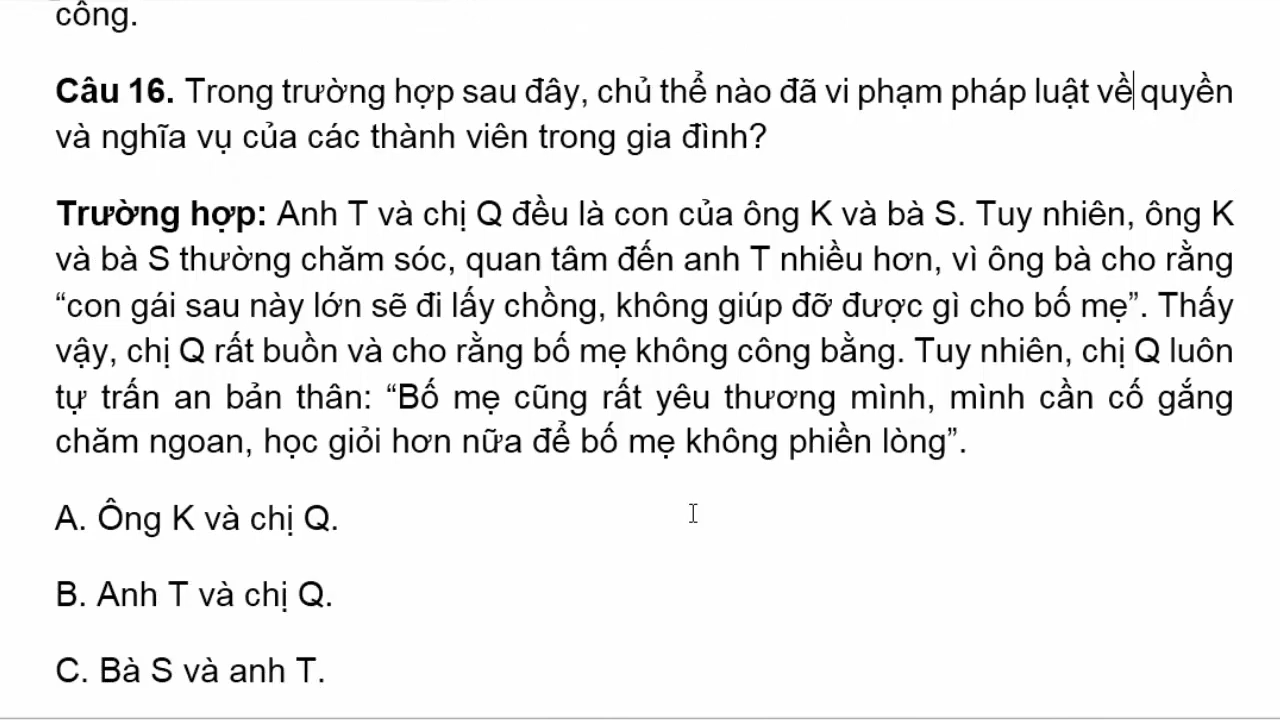 công.
Câu 16. Trong trường hợp sau đây, chủ thể nào đã vi phạm pháp luật về quyền
và nghĩa vụ của các thành viên trong gia đình?
Trường hợp: Anh T và chị Q đều là con của ông K và bà S. Tuy nhiên, ông K
và bà S thường chăm sóc, quan tâm đến anh T nhiều hơn, vì ông bà cho rằng
“con gái sau này lớn sẽ đi lấy chồng, không giúp đỡ được gì cho bố mẹ”. Thấy
vậy, chị Q rất buồn và cho rằng bố mẹ không công bằng. Tuy nhiên, chị Q luôn
tự trấn an bản thân: “Bố mẹ cũng rất yêu thương mình, mình cần cố gắng
chăm ngoan, học giỏi hơn nữa để bố mẹ không phiền lòng”.
A. Ông K và chị Q.
B. Anh T và chị Q.
C. Bà S và anh T.